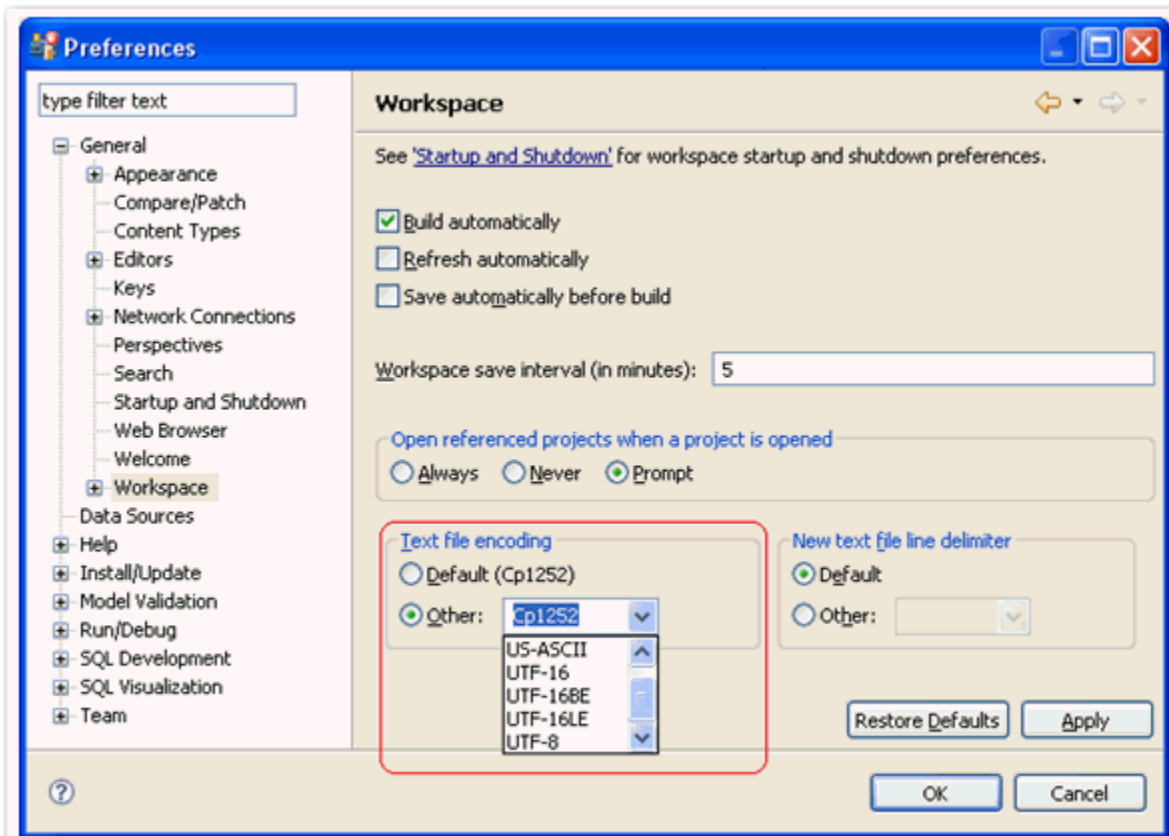 Preferences
type filter text
General
Appearance
Compare/Patch
Content Types
Editors
Keys
Network Connections
Perspectives
Search
Startup and Shutdown
Web Browser
Welcome
Workspace
Data Sources
Help
Install/Update
Model Validation
Run/Debug
SQL Development
SQL Visualization
Team
Workspace
See 'Startup and Shutdown' for workspace startup and shutdown preferences.
Build automatically
Refresh automatically
Save automatically before build
Workspace save interval (in minutes): 5
Open referenced projects when a project is opened
Always Never Prompt
Text file encoding
Default (Cp1252)
Other: Cp1252
US-ASCII
UTF-16
UTF-16BE
UTF-16LE
UTF-8
New text file line delimiter
Default
Other:
Restore Defaults Apply
? OK Cancel